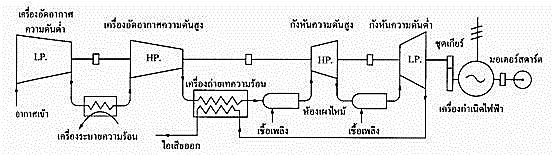 เครื่องอัดอากาศ
ความดันต่ำ
เครื่องอัดอากาศความดันสูง
กังหันความดันสูง
กังหันความดันต่ำ
ชุดเกียร์
มอเตอร์สตาร์ต
L.P.
HP.
HP.
L.P.
เครื่องถ่ายเทความร้อน
อากาศเข้า
ห้องเผาไหม้
เครื่องกำเนิดไฟฟ้า
เครื่องระบายความร้อน
ไอเสียออก
เชื้อเพลิง
เชื้อเพลิง